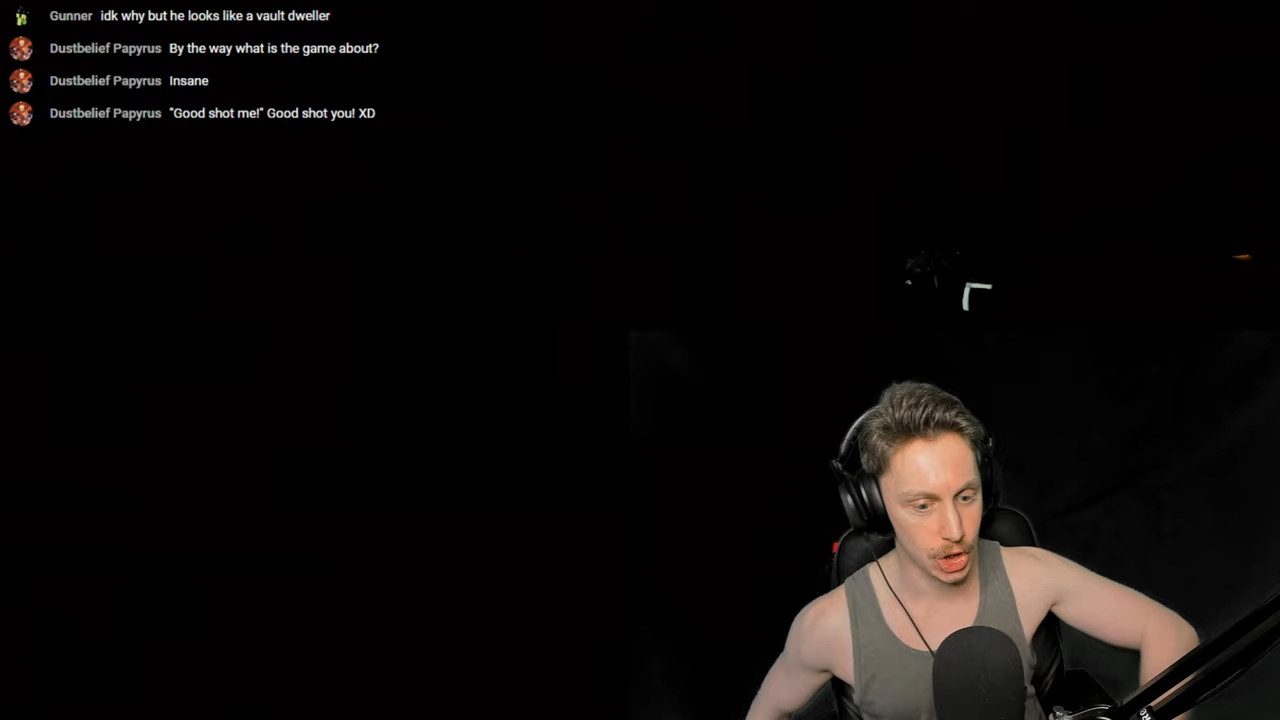 Gunner idk why but he looks like a vault dweller
Dustbelief Papyrus By the way what is the game about?
Dustbelief Papyrus Insane
Dustbelief Papyrus "Good shot me!" Good shot you! XD